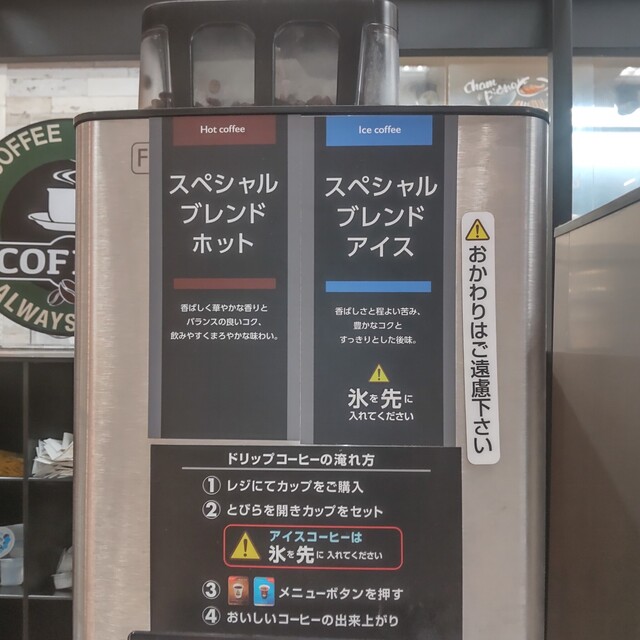 Cham
COFFEE
COF
ALWAYS
F
Hot coffee
スペシャル
ブレンド
ホット
香ばしく華やかな香りと
バランスの良いコク、
飲みやすくまろやかな味わい。
Ice coffee
スペシャル
ブレンド
アイス
香ばしさと程よい苦み、
豊かなコクと
すっきりとした後味。
氷を先に
入れてください
おかわりはご遠慮下さい
ドリップコーヒーの淹れ方
① レジにてカップをご購入
② とびらを開きカップをセット
アイスコーヒーは
氷を先に入れてください
③ メニューボタンを押す
④ おいしいコーヒーの出来上がり